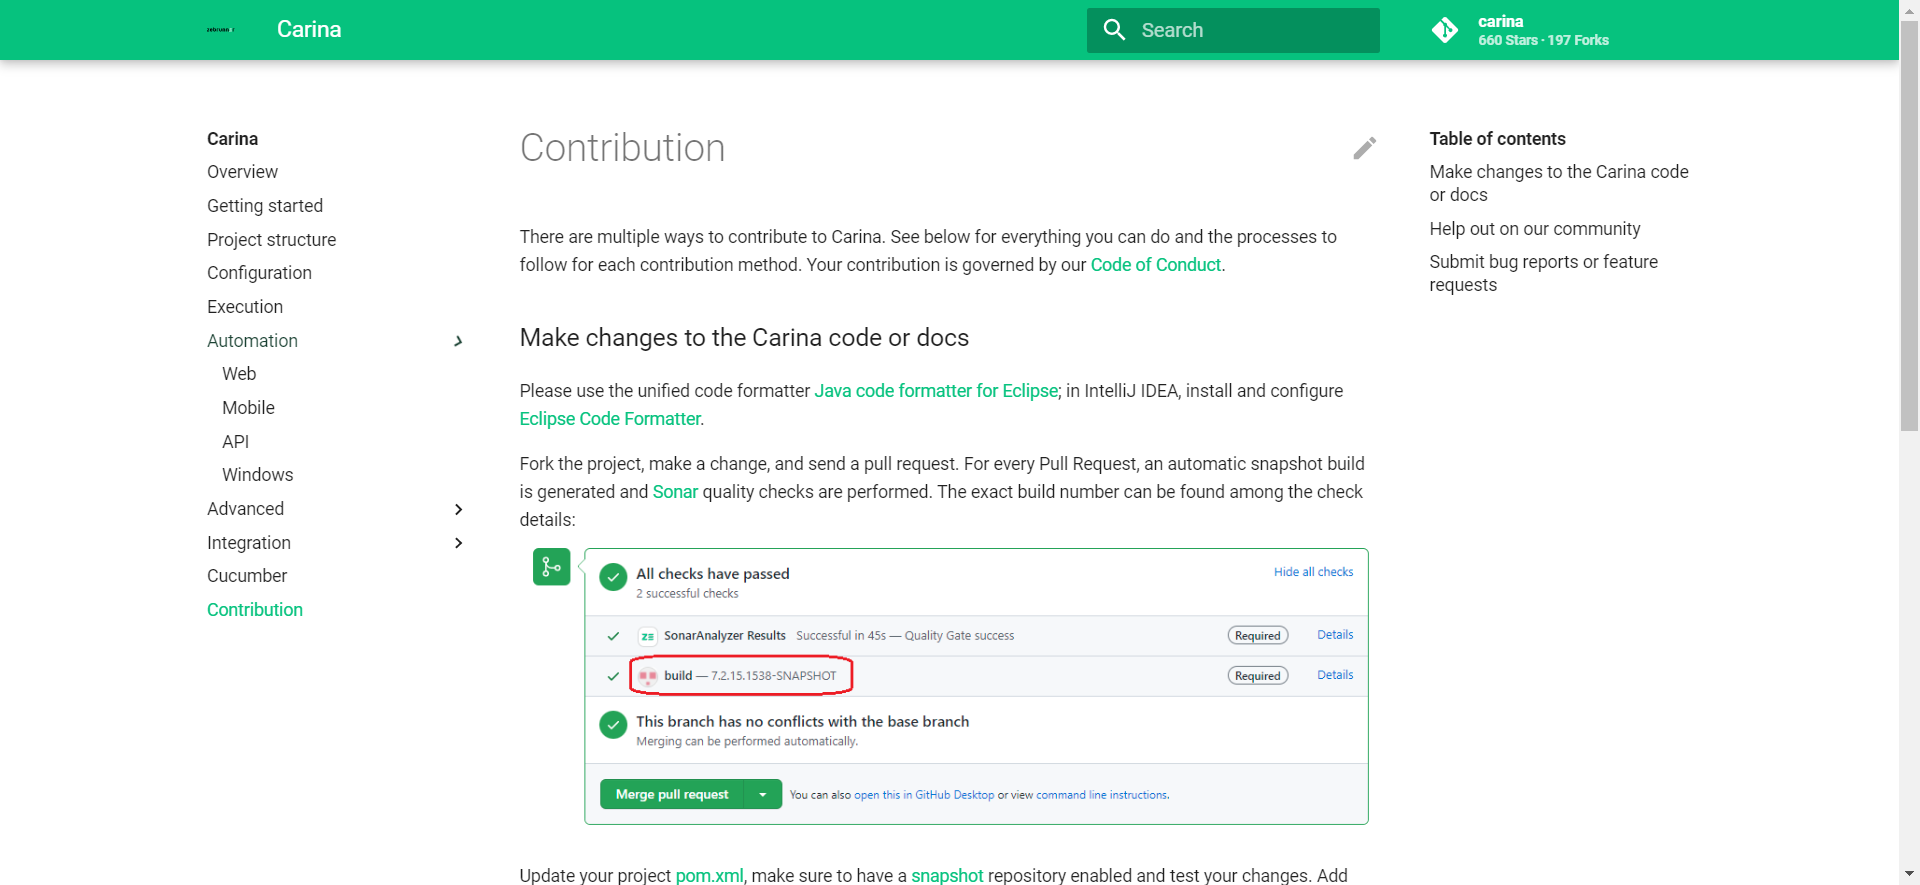 zebrunner
Carina
Search
carina
660 Stars · 197 Forks
Carina
Overview
Getting started
Project structure
Configuration
Execution
Automation
Web
Mobile
API
Windows
Advanced
Integration
Cucumber
Contribution
Contribution
There are multiple ways to contribute to Carina. See below for everything you can do and the processes to
follow for each contribution method. Your contribution is governed by our Code of Conduct.
Make changes to the Carina code or docs
Please use the unified code formatter Java code formatter for Eclipse; in IntelliJ IDEA, install and configure
Eclipse Code Formatter.
Fork the project, make a change, and send a pull request. For every Pull Request, an automatic snapshot build
is generated and Sonar quality checks are performed. The exact build number can be found among the check
details:
All checks have passed
Hide all checks
2 successful checks
SonarAnalyzer Results Successful in 45s — Quality Gate success
Required
Details
build — 7.2.15.1538-SNAPSHOT
Required
Details
This branch has no conflicts with the base branch
Merging can be performed automatically.
Merge pull request
You can also open this in GitHub Desktop or view command line instructions.
Update your project pom.xml, make sure to have a snapshot repository enabled and test your changes. Add
Table of contents
Make changes to the Carina code
or docs
Help out on our community
Submit bug reports or feature
requests